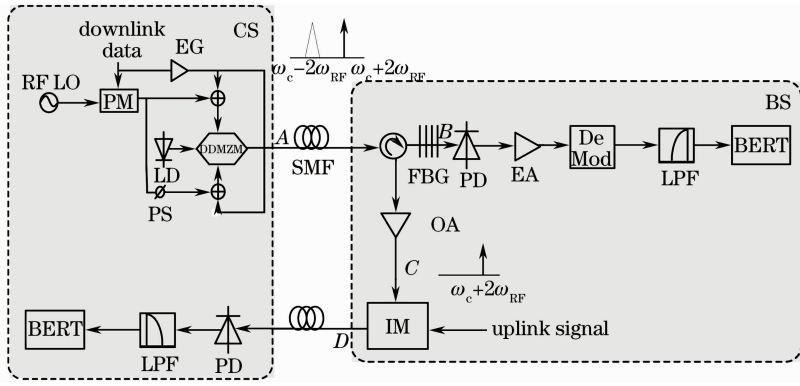 downlink
data
EG
CS
RF LO
PM
ω_c−2ω_RF ω_c+2ω_RF
BS
DDMZM
A
SMF
LD
PS
B
FBG
PD
EA
De
Mod
LPF
BERT
OA
C
ω_c+2ω_RF
IM
uplink signal
D
BERT
LPF
PD